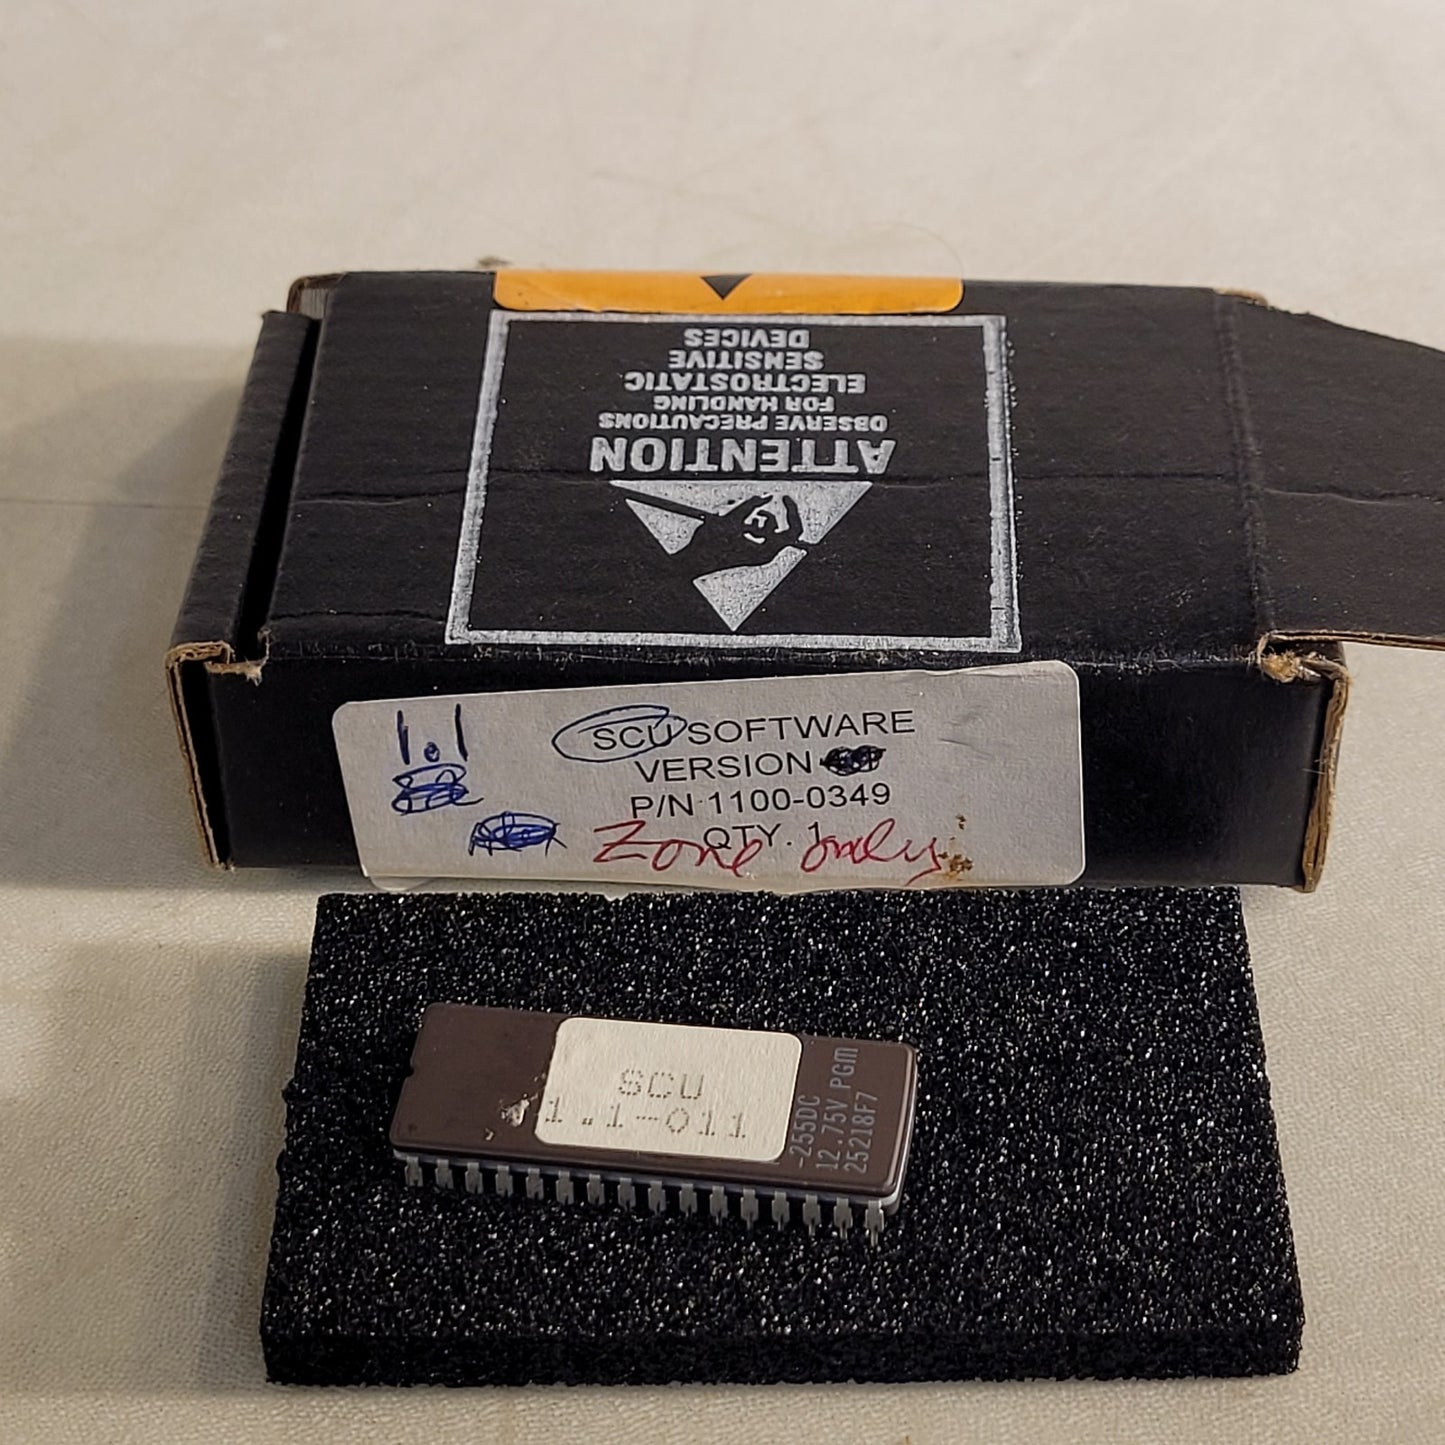 ATTENTION
OBSERVE PRECAUTIONS
FOR HANDLING
ELECTROSTATIC
SENSITIVE
DEVICES
1.1
SCU SOFTWARE
VERSION
P/N 1100-0349
QTY. 1
Zone only
SCU
1.1-011
-255DC
12.75V PGM
25218F7